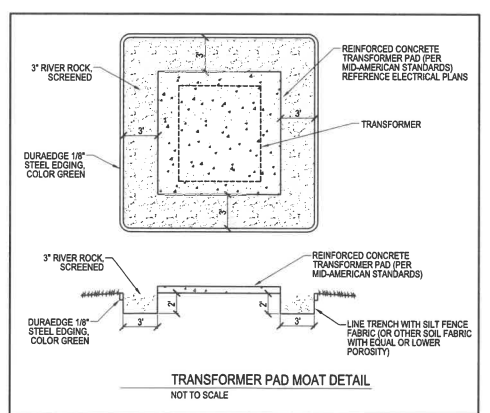 3" RIVER ROCK,
SCREENED
3'
REINFORCED CONCRETE
TRANSFORMER PAD (PER
MID-AMERICAN STANDARDS)
REFERENCE ELECTRICAL PLANS
3'
3'
TRANSFORMER
DURAEDGE 1/8"
STEEL EDGING,
COLOR GREEN
3'
3" RIVER ROCK,
SCREENED
REINFORCED CONCRETE
TRANSFORMER PAD (PER
MID-AMERICAN STANDARDS)
2'
2'
DURAEDGE 1/8"
STEEL EDGING,
COLOR GREEN
3'
3'
LINE TRENCH WITH SILT FENCE
FABRIC (OR OTHER SOIL FABRIC
WITH EQUAL OR LOWER
POROSITY)
TRANSFORMER PAD MOAT DETAIL
NOT TO SCALE